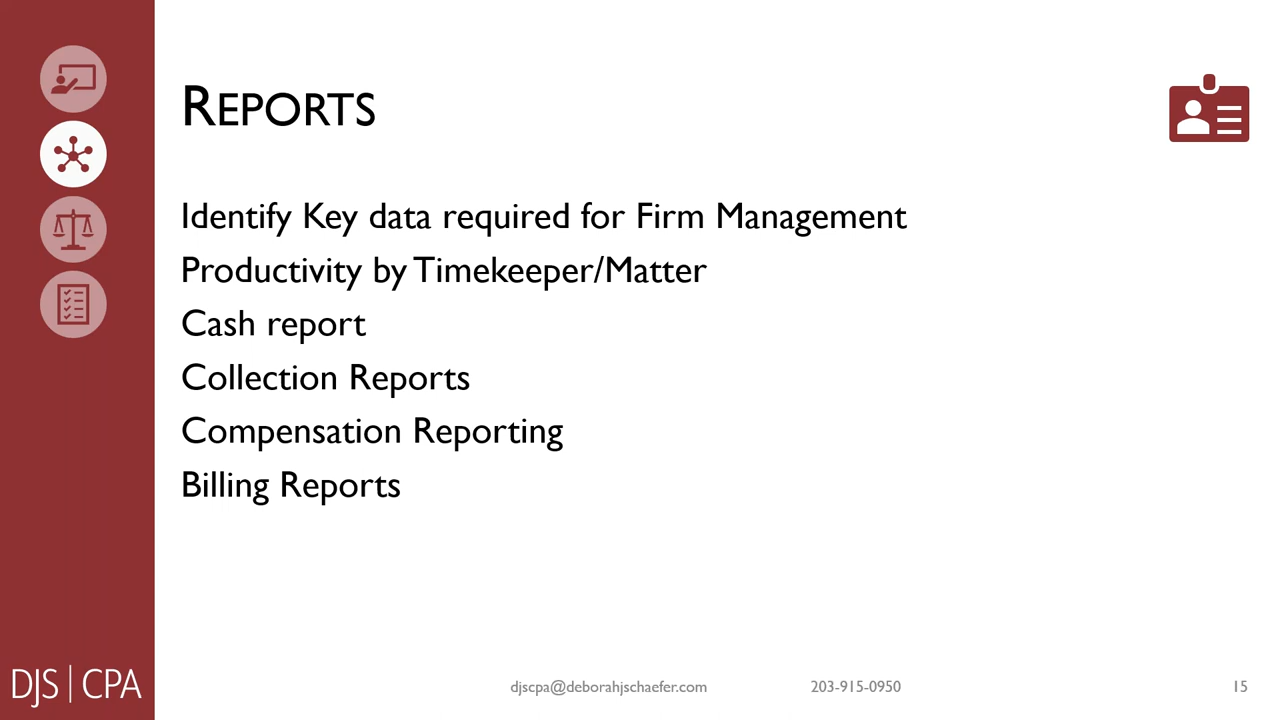 Reports
Identify Key data required for Firm Management
Productivity by Timekeeper/Matter
Cash report
Collection Reports
Compensation Reporting
Billing Reports
DJS|CPA
djscpa@deborahjschaefer.com
203-915-0950
15